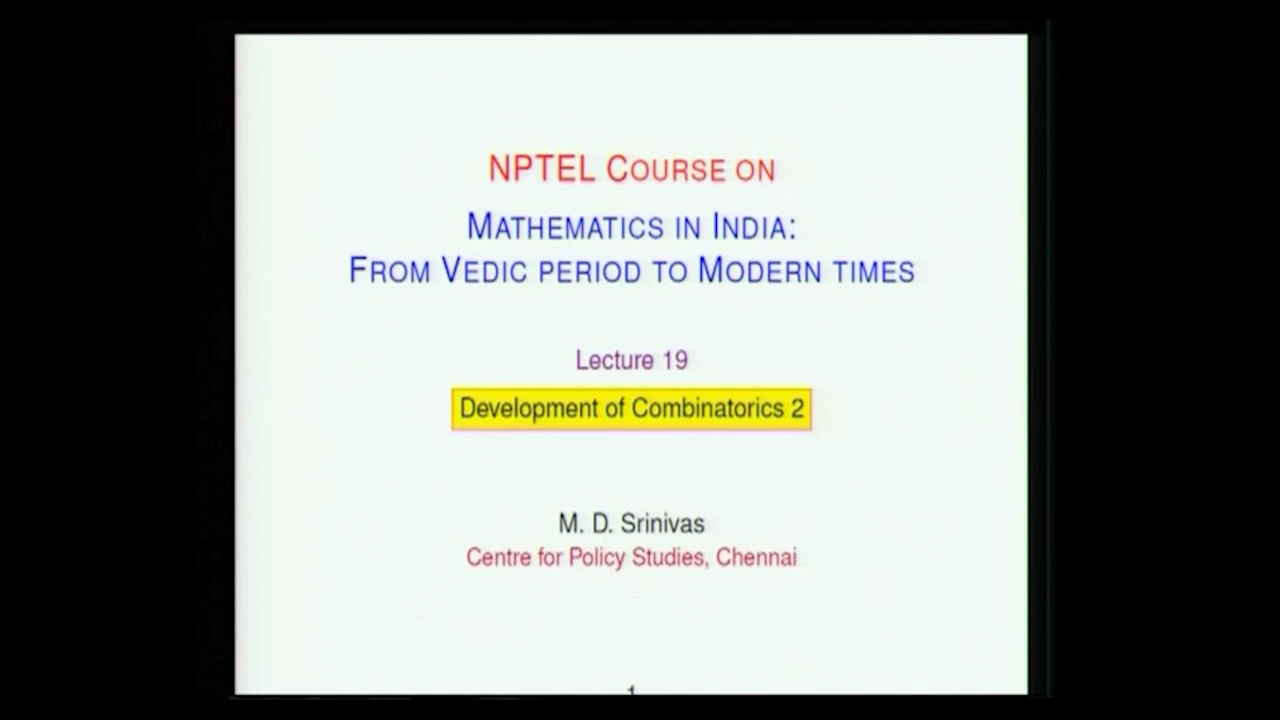 NPTEL COURSE ON
MATHEMATICS IN INDIA:
FROM VEDIC PERIOD TO MODERN TIMES
Lecture 19
Development of Combinatorics 2
M. D. Srinivas
Centre for Policy Studies, Chennai
1